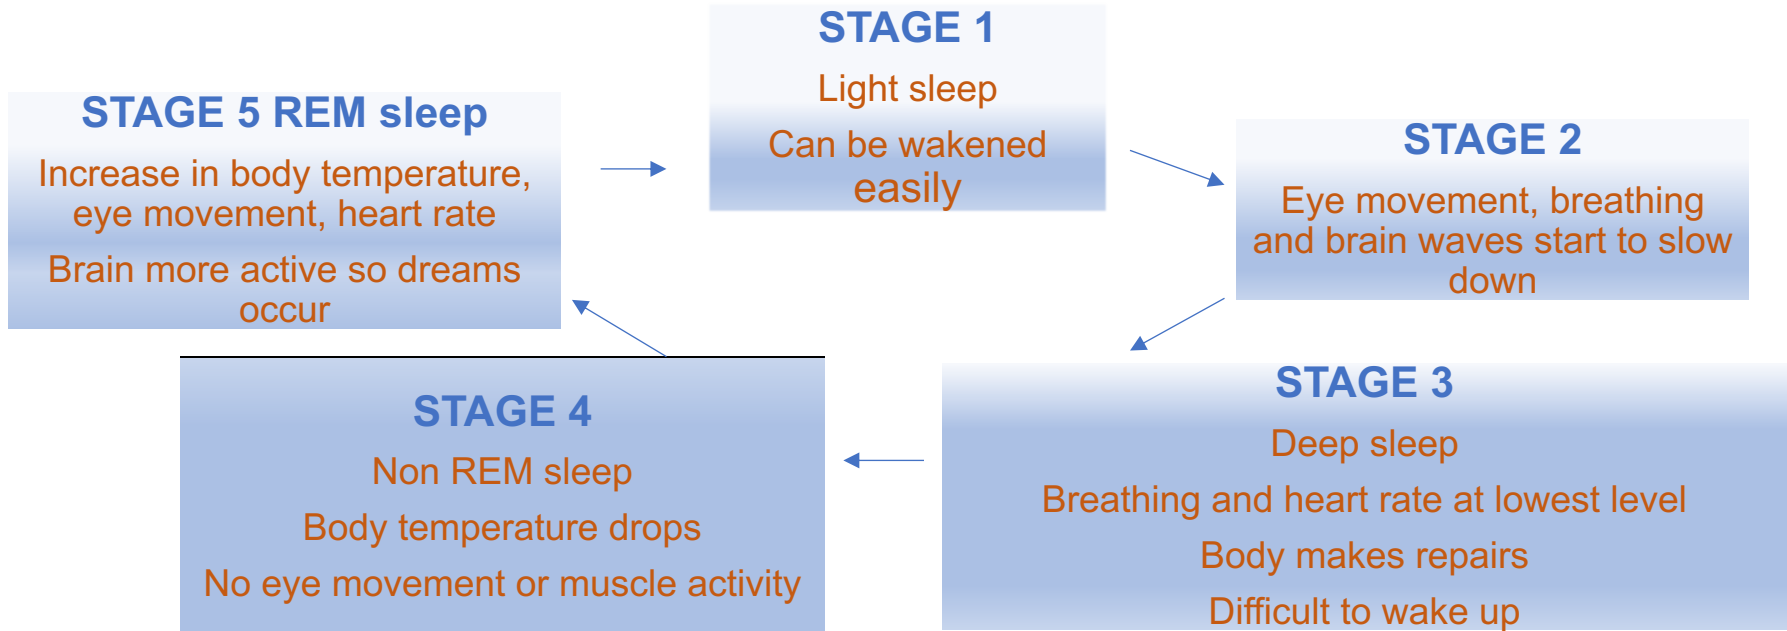 STAGE 1
Light sleep
Can be wakened
easily
STAGE 2
Eye movement, breathing
and brain waves start to slow
down
STAGE 3
Deep sleep
Breathing and heart rate at lowest level
Body makes repairs
Difficult to wake up
STAGE 4
Non REM sleep
Body temperature drops
No eye movement or muscle activity
STAGE 5 REM sleep
Increase in body temperature,
eye movement, heart rate
Brain more active so dreams
occur